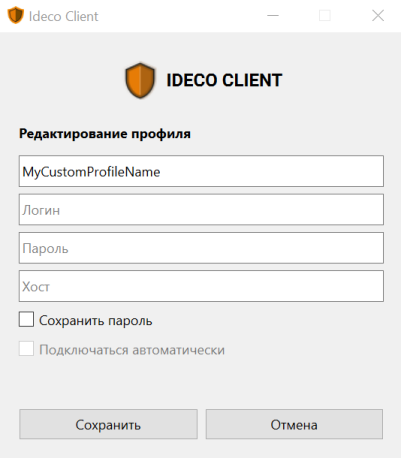 Ideco Client
IDECO CLIENT
Редактирование профиля
MyCustomProfileName
Логин
Пароль
Хост
Сохранить пароль
Подключаться автоматически
Сохранить Отмена